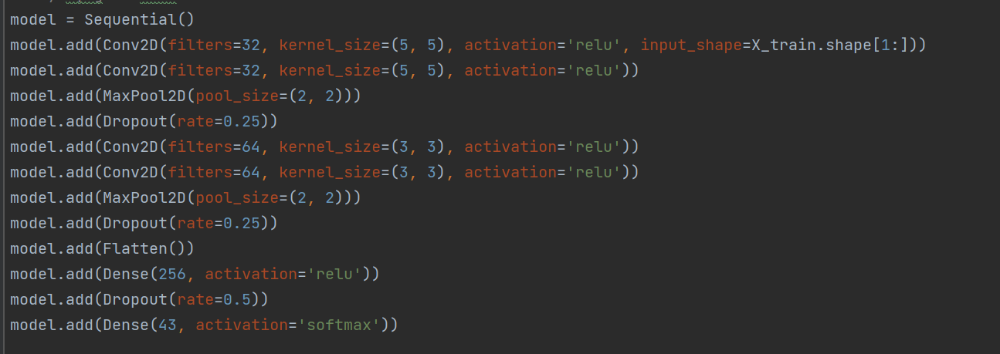 model = Sequential()
model.add(Conv2D(filters=32, kernel_size=(5, 5), activation='relu', input_shape=X_train.shape[1:]))
model.add(Conv2D(filters=32, kernel_size=(5, 5), activation='relu'))
model.add(MaxPool2D(pool_size=(2, 2)))
model.add(Dropout(rate=0.25))
model.add(Conv2D(filters=64, kernel_size=(3, 3), activation='relu'))
model.add(Conv2D(filters=64, kernel_size=(3, 3), activation='relu'))
model.add(MaxPool2D(pool_size=(2, 2)))
model.add(Dropout(rate=0.25))
model.add(Flatten())
model.add(Dense(256, activation='relu'))
model.add(Dropout(rate=0.5))
model.add(Dense(43, activation='softmax'))